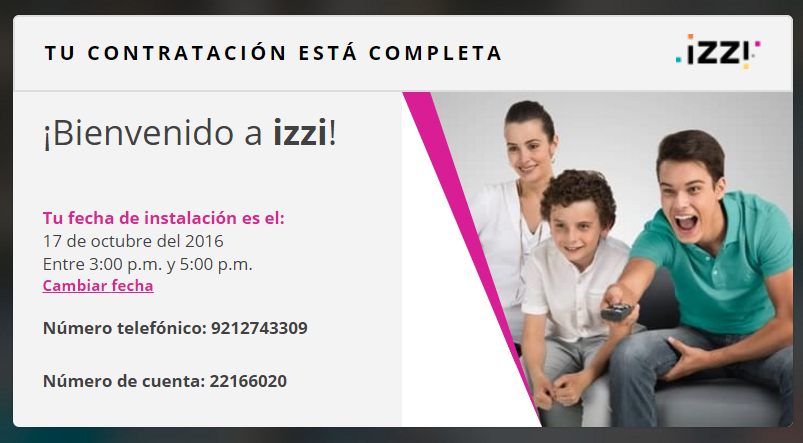 TU CONTRATACIÓN ESTÁ COMPLETA
izzi
¡Bienvenido a izzi!
Tu fecha de instalación es el:
17 de octubre del 2016
Entre 3:00 p.m. y 5:00 p.m.
Cambiar fecha
Número telefónico: 9212743309
Número de cuenta: 22166020